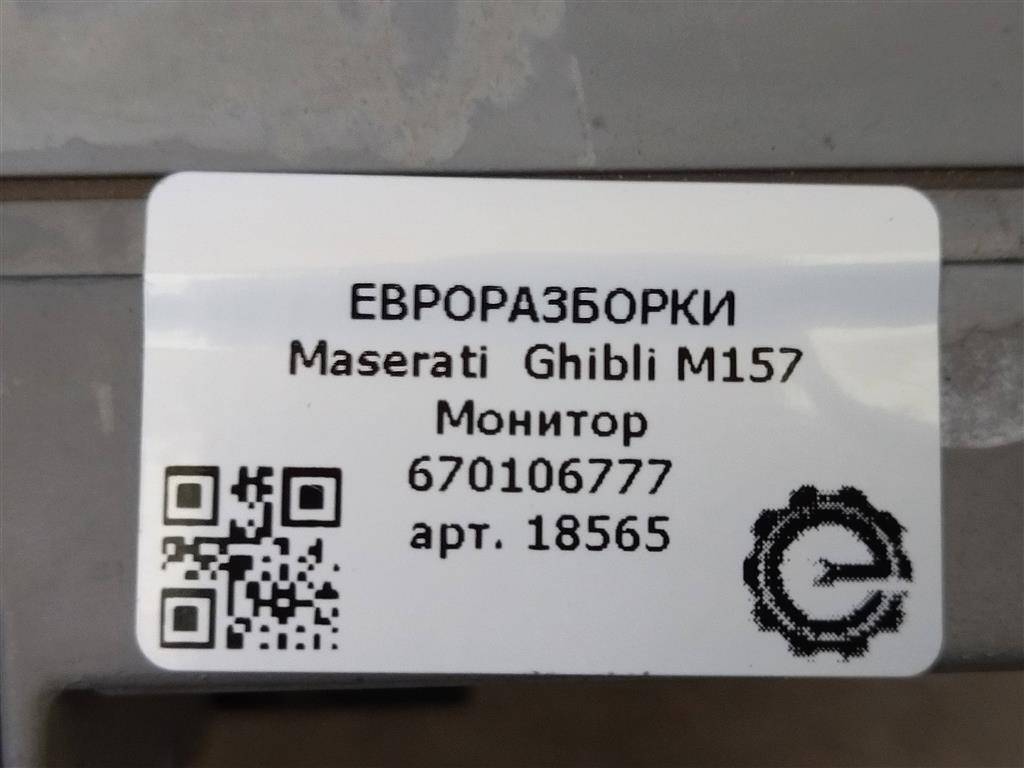 ЕВРОРАЗБОРКИ
Maserati Ghibli M157
Монитор
670106777
арт. 18565